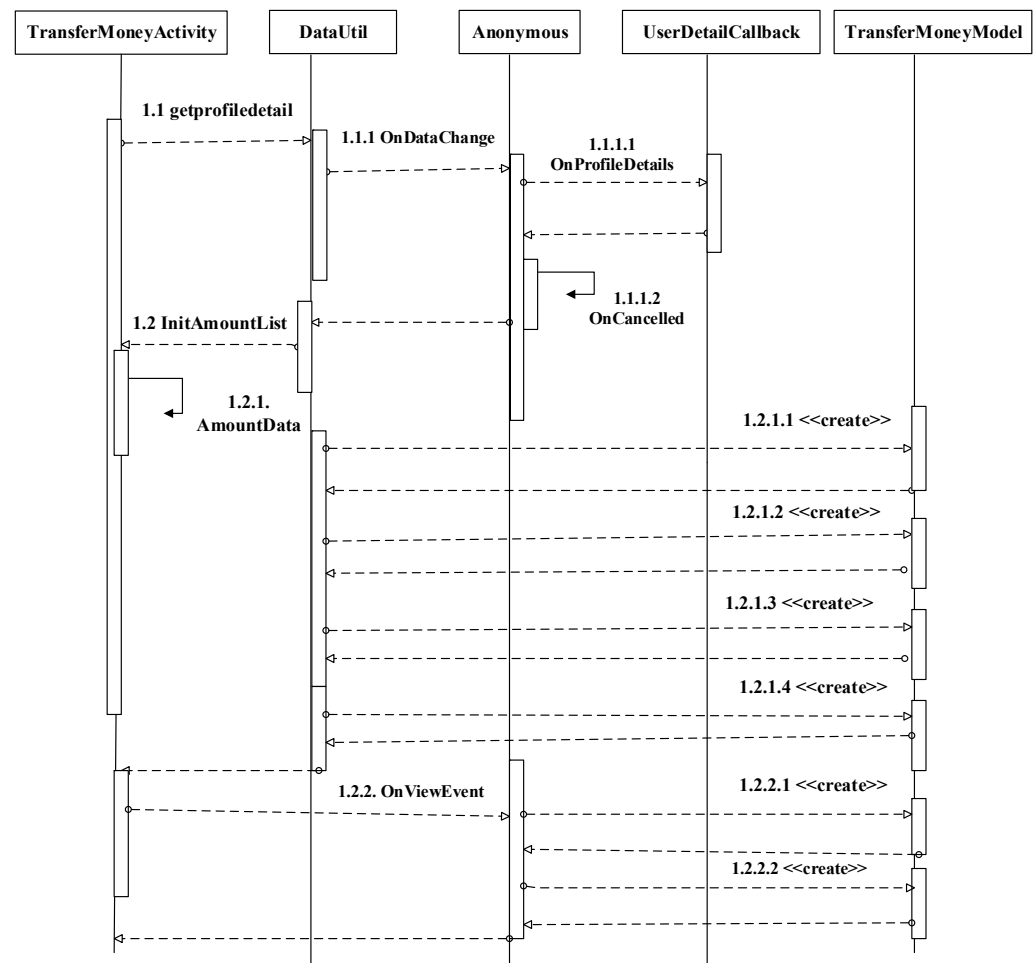 TransferMoneyActivity
DataUtil
Anonymous
UserDetailCallback
TransferMoneyModel
1.1 getprofiledetail
1.1.1 OnDataChange
1.1.1.1
OnProfileDetails
1.1.1.2
OnCancelled
1.2 InitAmountList
1.2.1.
AmountData
1.2.1.1 <<create>>
1.2.1.2 <<create>>
1.2.1.3 <<create>>
1.2.1.4 <<create>>
1.2.2. OnViewEvent
1.2.2.1 <<create>>
1.2.2.2 <<create>>